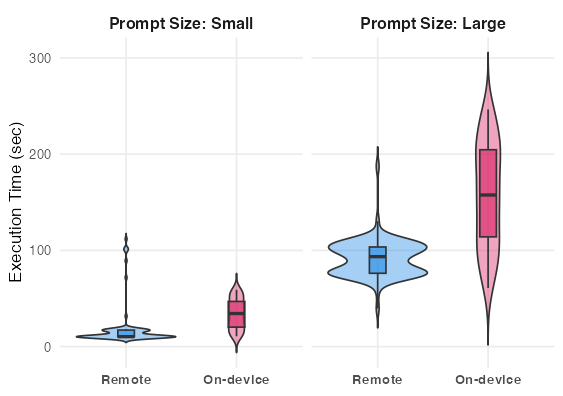 Prompt Size: Small
Prompt Size: Large
Execution Time (sec)
300
200
100
0
Remote
On-device
Remote
On-device